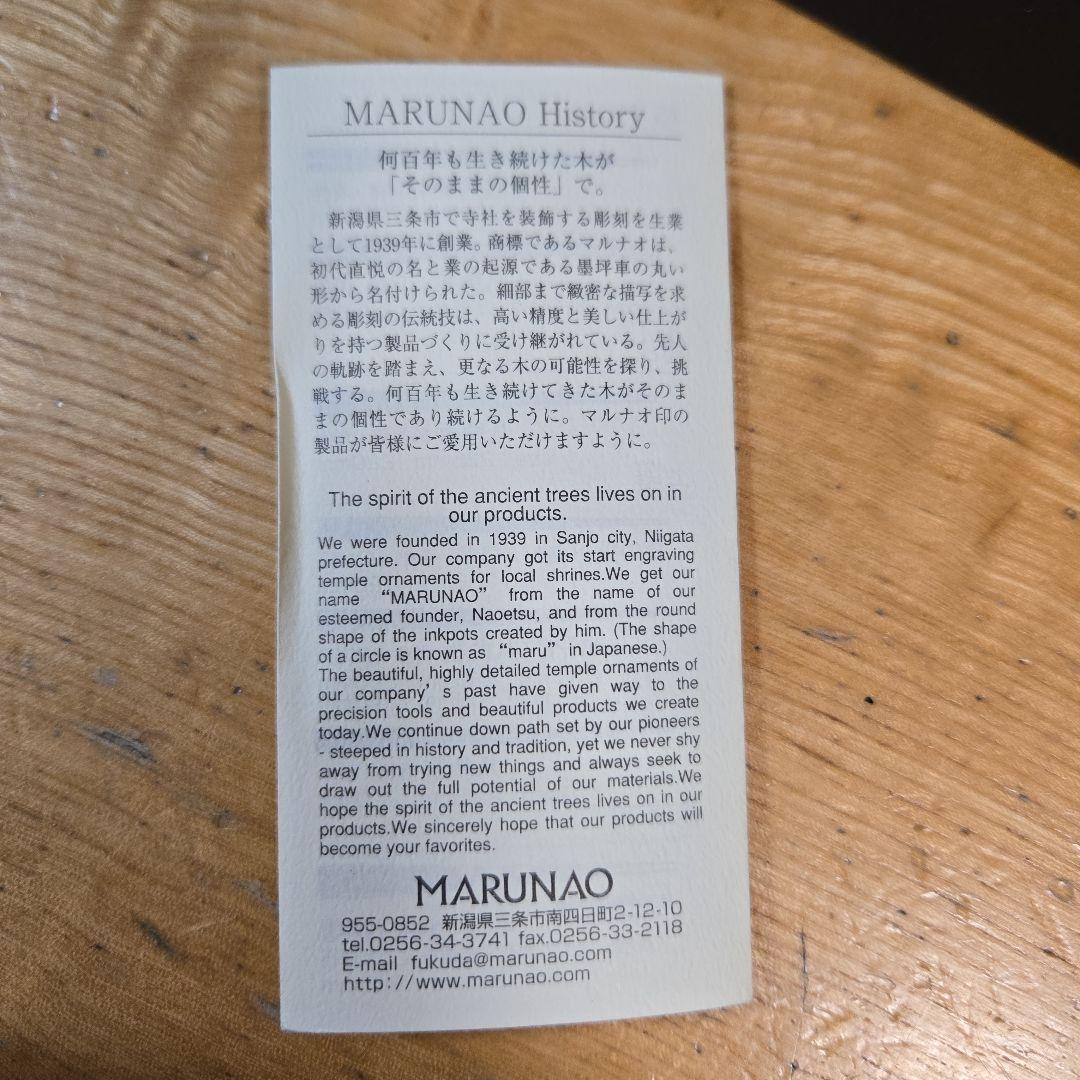 MARUNAO History
何百年も生き続けた木が
「そのままの個性」で。
新潟県三条市で寺社を装飾する彫刻を生業
として1939年に創業。商標であるマルナオは、
初代直悦の名と業の起源である墨坪車の丸い
形から名付けられた。細部まで緻密な描写を求
める彫刻の伝統技は、高い精度と美しい仕上が
りを持つ製品づくりに受け継がれている。先人
の軌跡を踏まえ、更なる木の可能性を探り、挑
戦する。何百年も生き続けてきた木がそのま
まの個性であり続けるように。マルナオ印の
製品が皆様にご愛用いただけますように。
The spirit of the ancient trees lives on in
our products.
We were founded in 1939 in Sanjo city, Niigata
prefecture. Our company got its start engraving
temple ornaments for local shrines.We get our
name “MARUNAO” from the name of our
esteemed founder, Naoetsu, and from the round
shape of the inkpots created by him. (The shape
of a circle is known as “maru” in Japanese.)
The beautiful, highly detailed temple ornaments of
our company’s past have given way to the
precision tools and beautiful products we create
today.We continue down path set by our pioneers
- steeped in history and tradition, yet we never shy
away from trying new things and always seek to
draw out the full potential of our materials.We
hope the spirit of the ancient trees lives on in our
products.We sincerely hope that our products will
become your favorites.
MARUNAO
955-0852 新潟県三条市南四日町2-12-10
tel.0256-34-3741 fax.0256-33-2118
E-mail fukuda@marunao.com
http://www.marunao.com